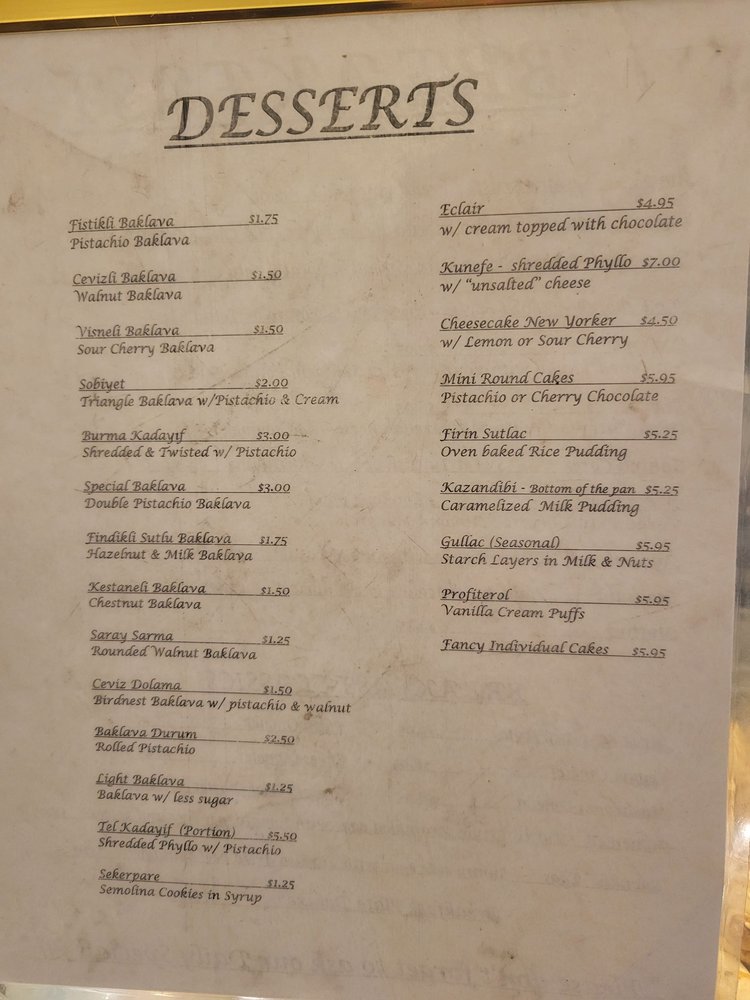 DESSERTS
Fistikli Baklava $1.75
Pistachio Baklava
Cevizli Baklava $1.50
Walnut Baklava
Visneli Baklava $1.50
Sour Cherry Baklava
Sobiyet $2.00
Triangle Baklava w/Pistachio & Cream
Burma Kadayif $3.00
Shredded & Twisted w/ Pistachio
Special Baklava $3.00
Double Pistachio Baklava
Findikli Sutlu Baklava $1.75
Hazelnut & Milk Baklava
Kestaneli Baklava $1.50
Chestnut Baklava
Saray Sarma $1.25
Rounded Walnut Baklava
Ceviz Dolama $1.50
Birdnest Baklava w/ pistachio & walnut
Baklava Durum $2.50
Rolled Pistachio
Light Baklava $1.25
Baklava w/ less sugar
Tel Kadayif (Portion) $5.50
Shredded Phyllo w/ Pistachio
Sekerpare $1.25
Semolina Cookies in Syrup
Eclair $4.95
w/ cream topped with chocolate
Kunefe - shredded Phyllo $7.00
w/ "unsalted" cheese
Cheesecake New Yorker $4.50
w/ Lemon or Sour Cherry
Mini Round Cakes $5.95
Pistachio or Cherry Chocolate
Firin Sutlac $5.25
Oven baked Rice Pudding
Kazandibi - Bottom of the pan $5.25
Caramelized Milk Pudding
Gullac (Seasonal) $5.95
Starch Layers in Milk & Nuts
Profiterol $5.95
Vanilla Cream Puffs
Fancy Individual Cakes $5.95